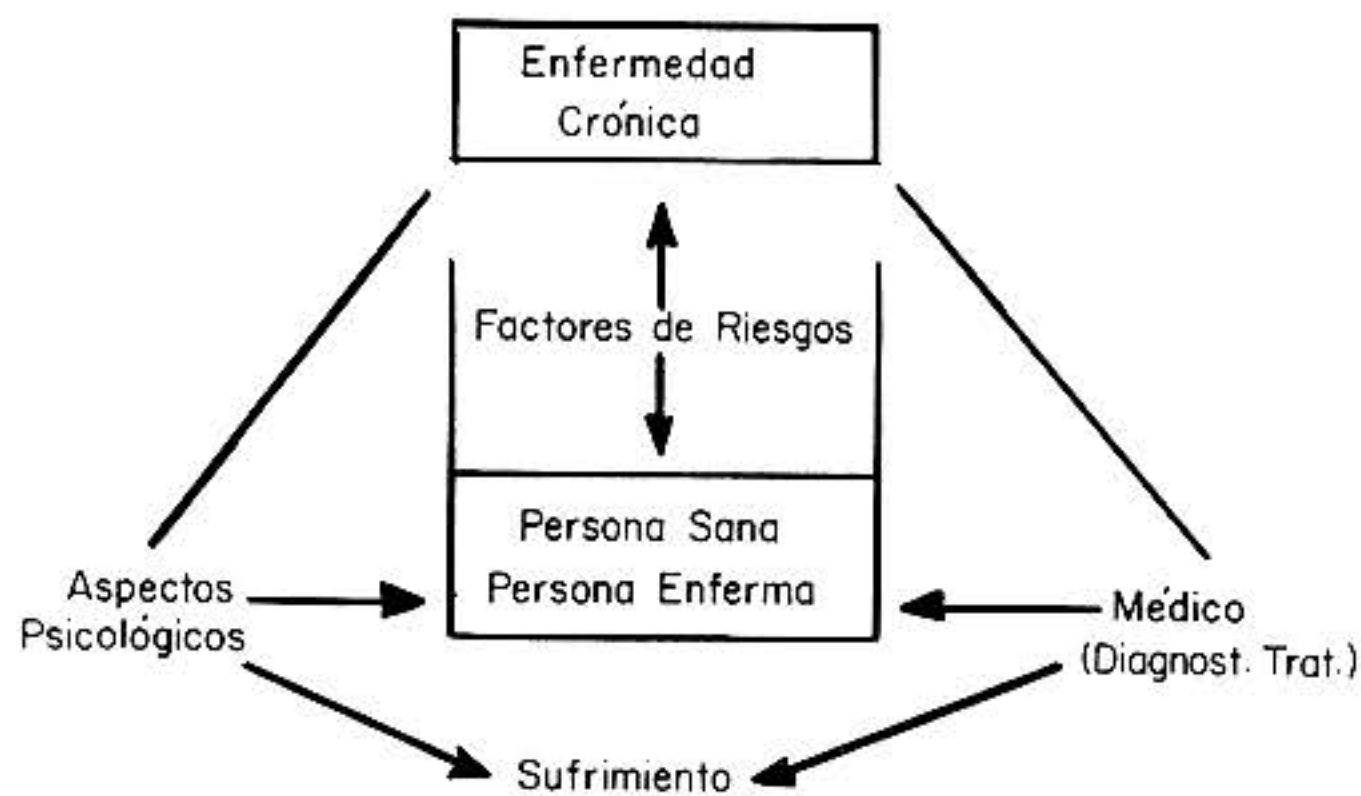 Enfermedad
Crónica
Factores de Riesgos
Persona Sana
Persona Enferma
Aspectos
Psicológicos
Médico
(Diagnost. Trat.)
Sufrimiento